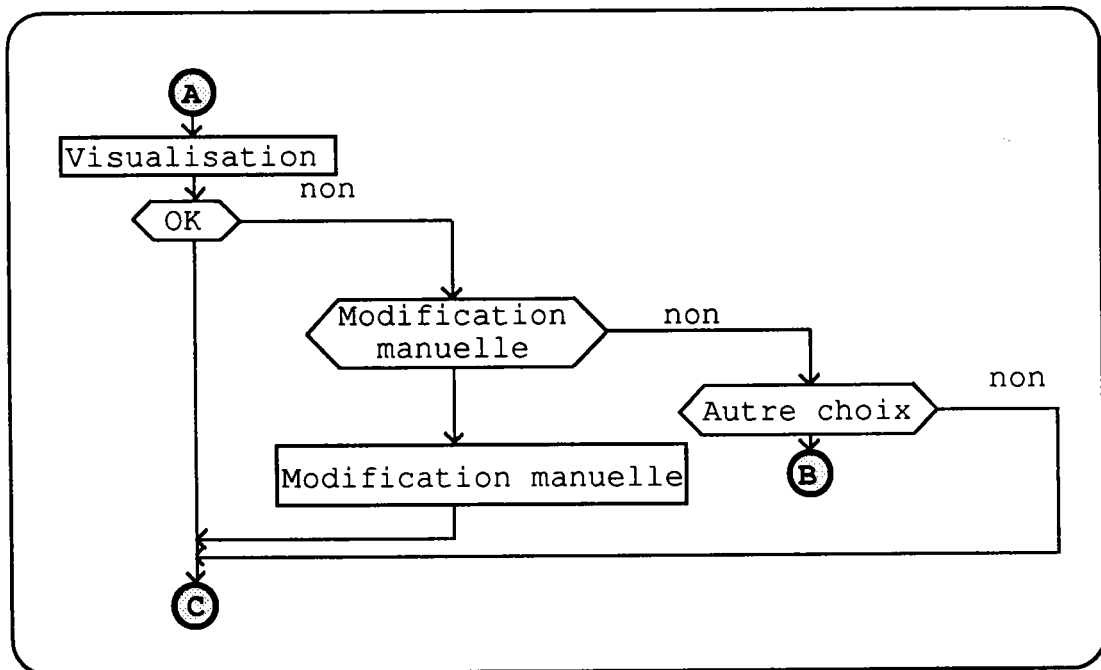 A
Visualisation
non
OK
Modification
manuelle
non
non
Autre choix
Modification manuelle
B
C